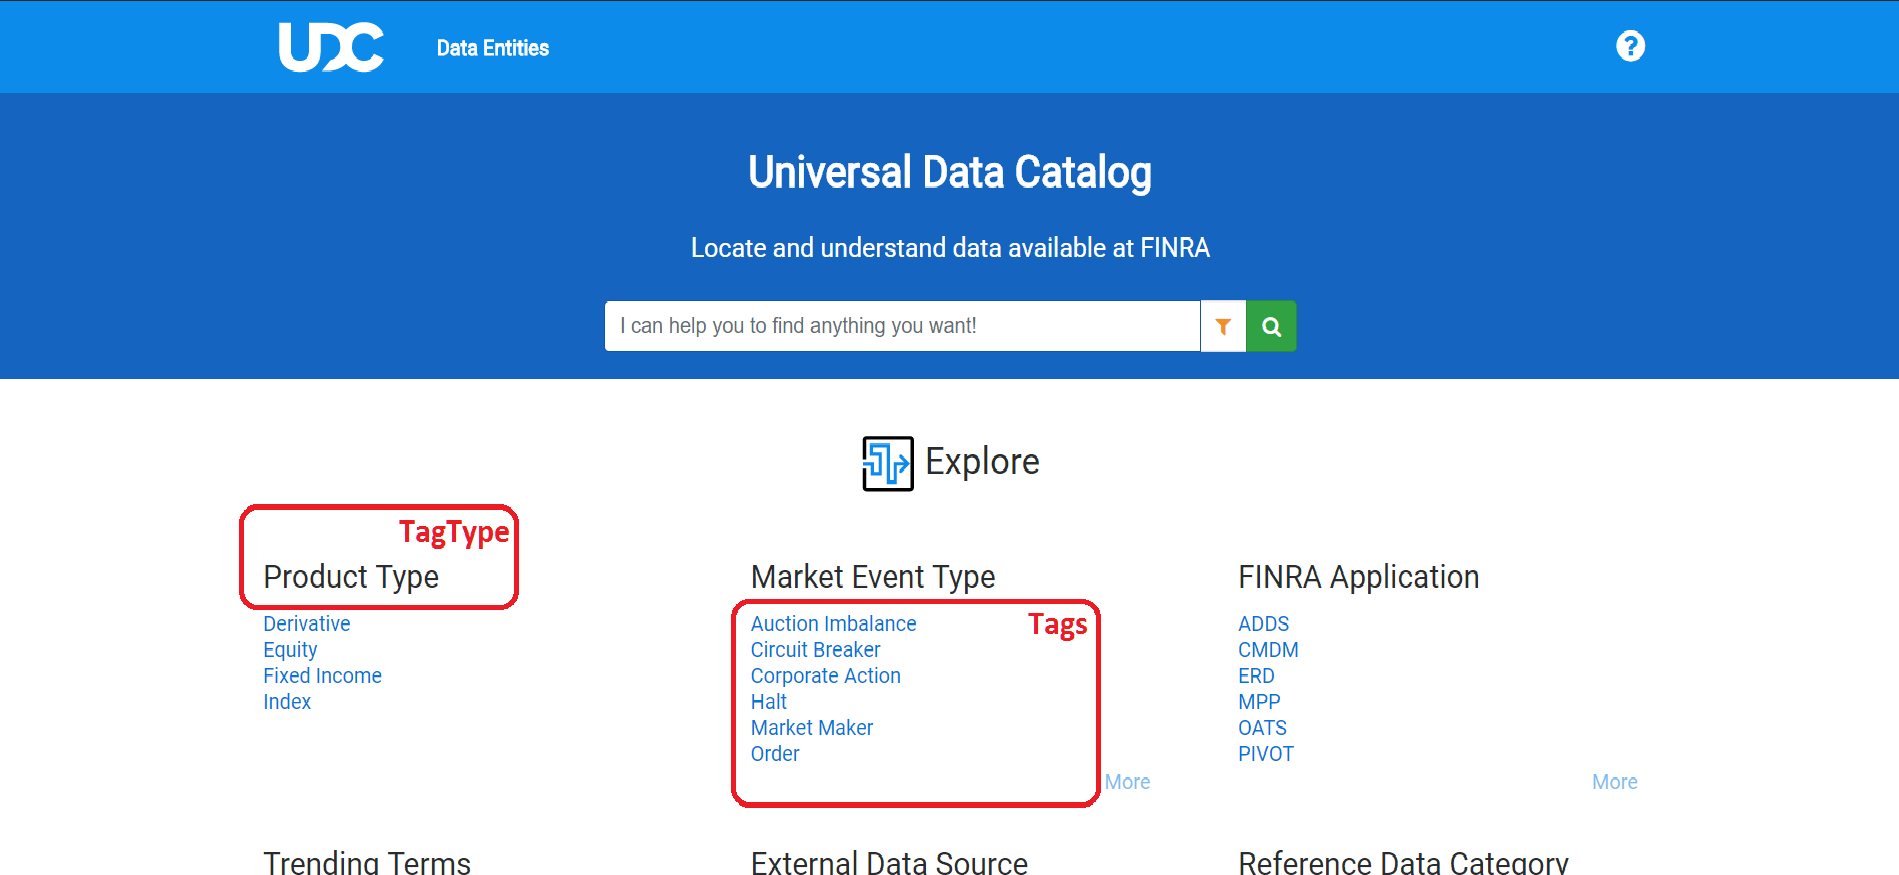 UDC Data Entities ?
Universal Data Catalog
Locate and understand data available at FINRA
I can help you to find anything you want!
Explore
TagType
Product Type
Derivative
Equity
Fixed Income
Index
Market Event Type
Tags
Auction Imbalance
Circuit Breaker
Corporate Action
Halt
Market Maker
Order
More
FINRA Application
ADDS
CMDM
ERD
MPP
OATS
PIVOT
More
Trending Terms
External Data Source
Reference Data Category